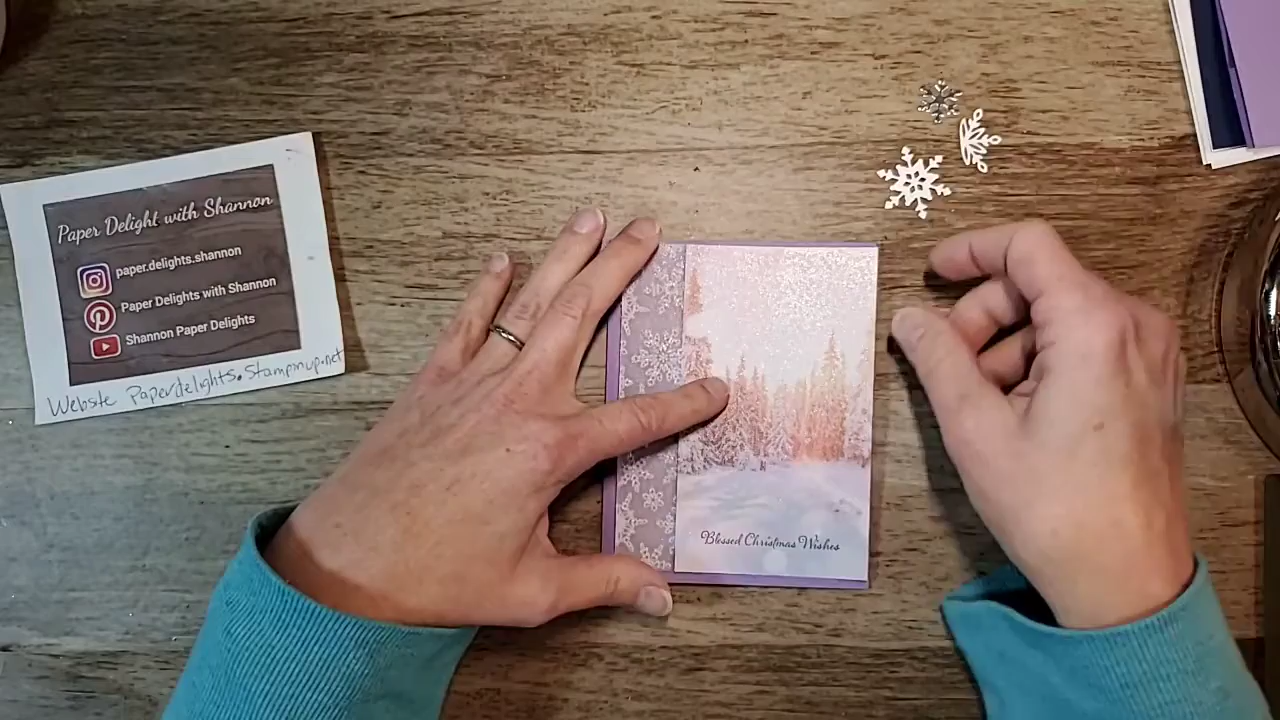 Paper Delight with Shannon
paper.delights.shannon
Paper Delights with Shannon
Shannon Paper Delights
Website Paperdelights.Stampinup.net
Blessed Christmas Wishes